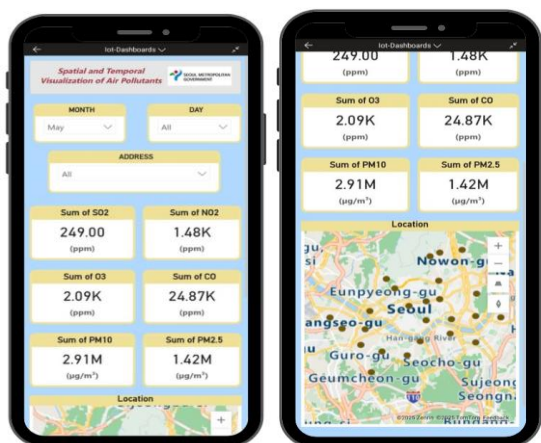 Iot-Dashboards
Spatial and Temporal
Visualization of Air Pollutants
SEOUL METROPOLITAN
GOVERNMENT
MONTH
May
DAY
All
ADDRESS
All
Sum of SO2
249.00
(ppm)
Sum of NO2
1.48K
(ppm)
Sum of O3
2.09K
(ppm)
Sum of CO
24.87K
(ppm)
Sum of PM10
2.91M
(µg/m³)
Sum of PM2.5
1.42M
(µg/m³)
Location
+
Iot-Dashboards
249.00
(ppm)
1.48K
(ppm)
Sum of O3
2.09K
(ppm)
Sum of CO
24.87K
(ppm)
Sum of PM10
2.91M
(µg/m³)
Sum of PM2.5
1.42M
(µg/m³)
Location
+
Nowon-gu
Eunpyeong-gu
Seoul
angseo-gu
Han-gang River
Guro-gu
Seocho-gu
Geumcheon-gu
Sujeong
Seongna
Bundang-